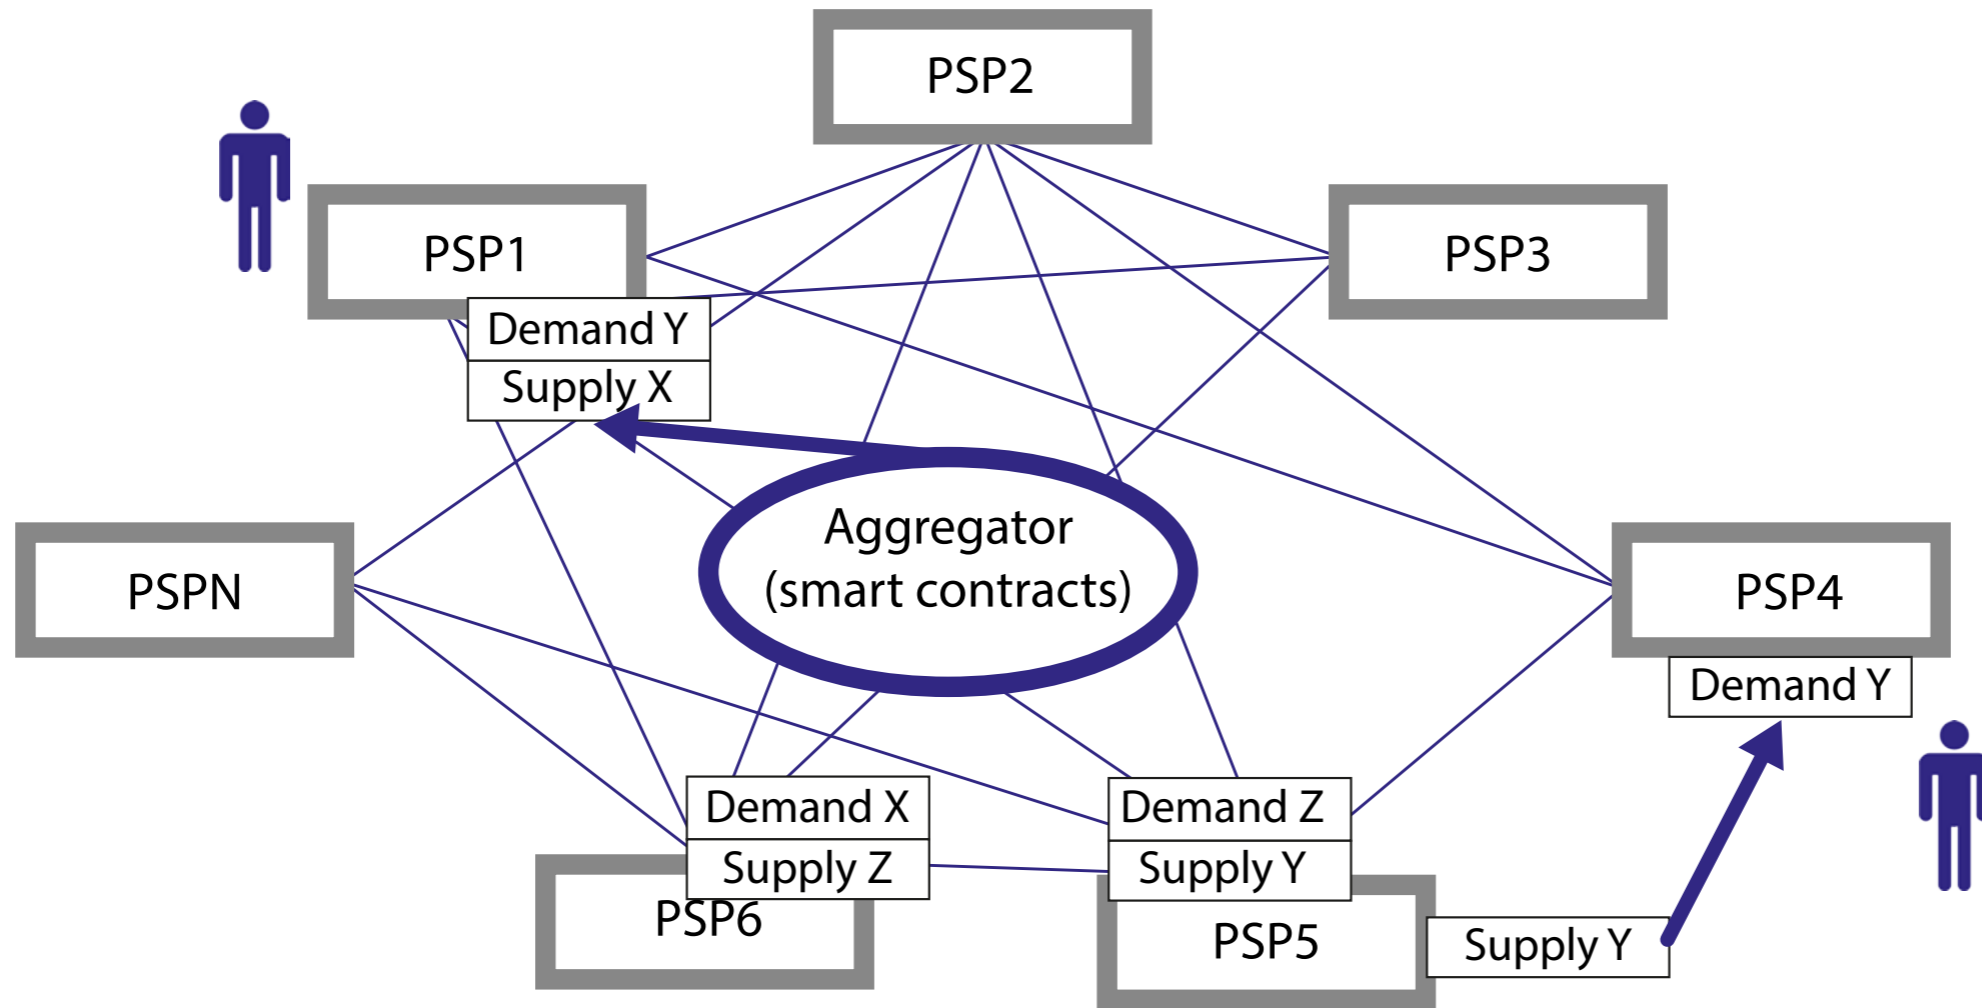 PSP2
PSP1
PSP3
Demand Y
Supply X
Aggregator
(smart contracts)
PSPN
PSP4
Demand Y
Demand X
Supply Z
PSP6
Demand Z
Supply Y
PSP5
Supply Y